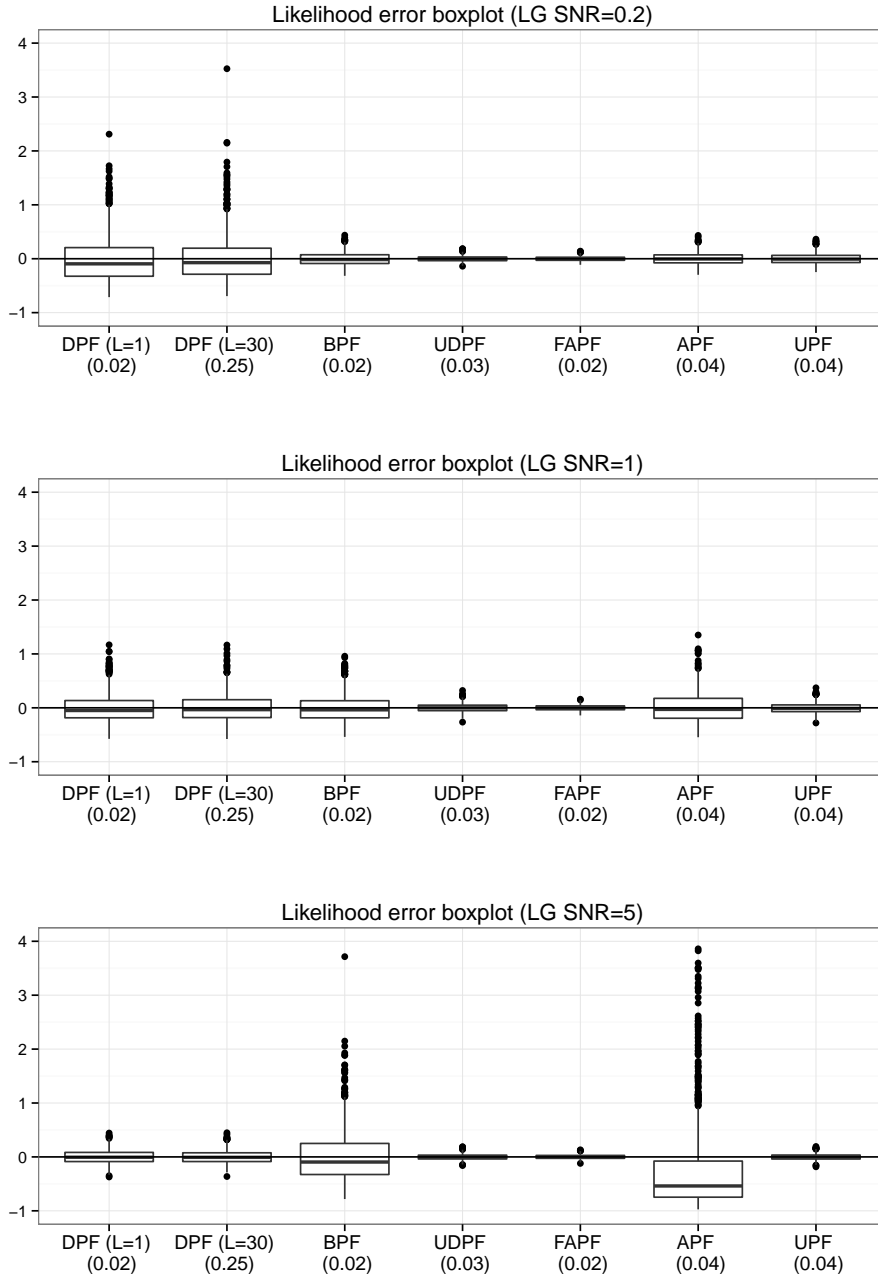 Likelihood error boxplot (LG SNR=0.2)
4
3
2
1
0
−1
DPF (L=1) DPF (L=30) BPF UDPF FAPF APF UPF
(0.02) (0.25) (0.02) (0.03) (0.02) (0.04) (0.04)
Likelihood error boxplot (LG SNR=1)
4
3
2
1
0
−1
DPF (L=1) DPF (L=30) BPF UDPF FAPF APF UPF
(0.02) (0.25) (0.02) (0.03) (0.02) (0.04) (0.04)
Likelihood error boxplot (LG SNR=5)
4
3
2
1
0
−1
DPF (L=1) DPF (L=30) BPF UDPF FAPF APF UPF
(0.02) (0.25) (0.02) (0.03) (0.02) (0.04) (0.04)